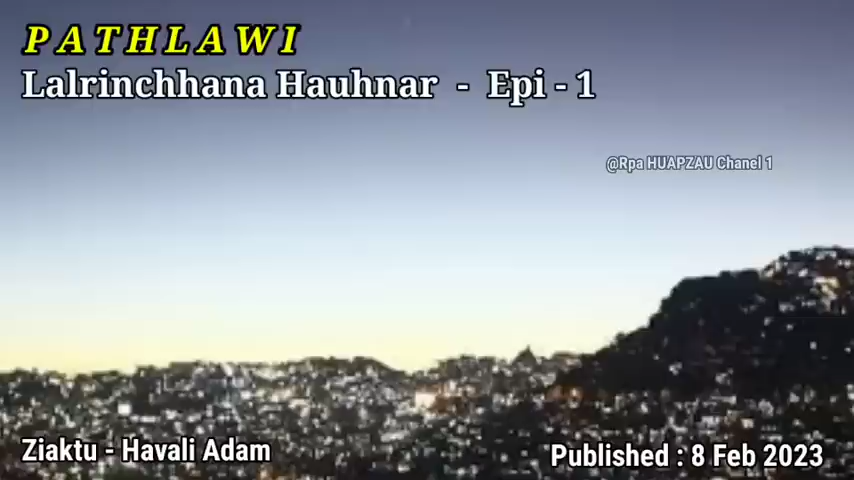 PATHLAWI
Lalrinchhana Hauhnar - Epi - 1
@Rpa HUAPZAU Chanel 1
Ziaktu - Havali Adam
Published : 8 Feb 2023